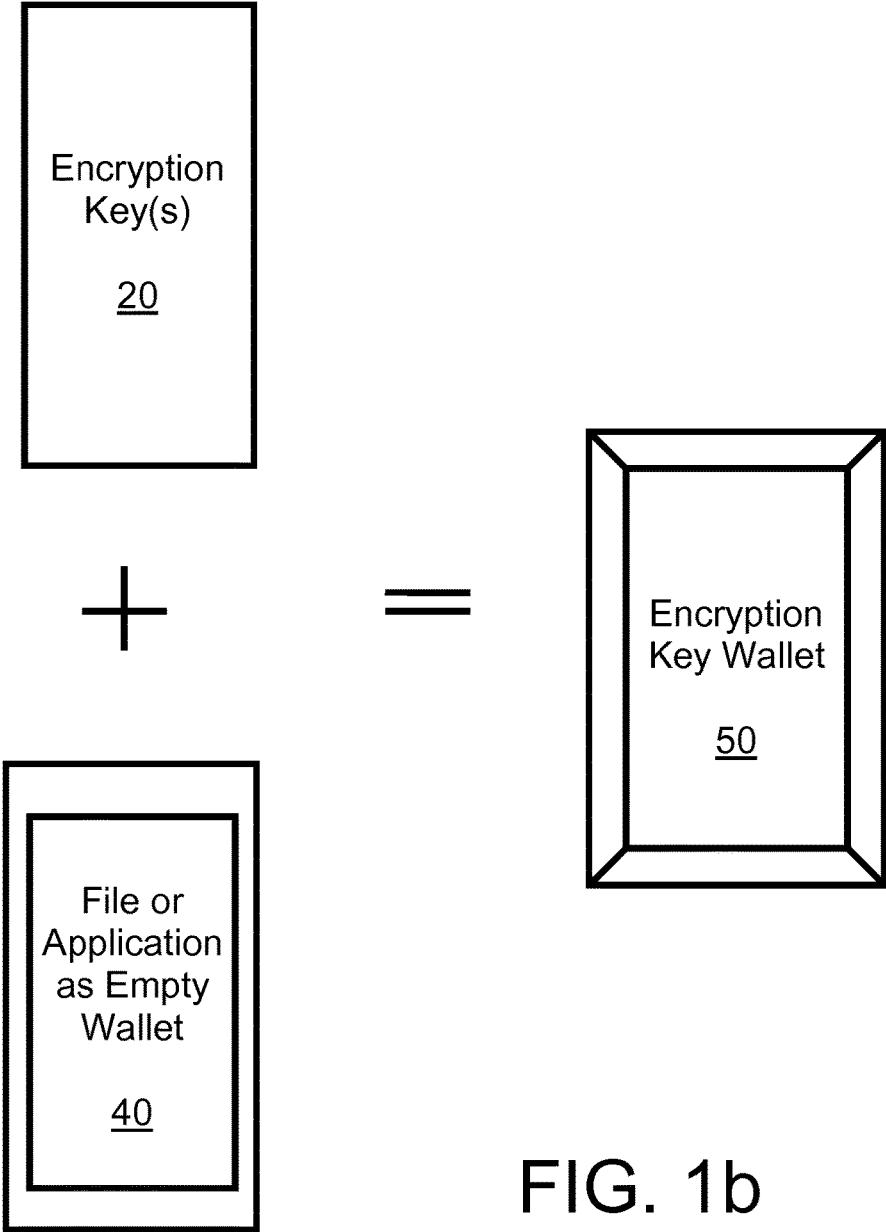 Encryption
Key(s)
20
+
=
Encryption
Key Wallet
50
File or
Application
as Empty
Wallet
40
FIG. 1b